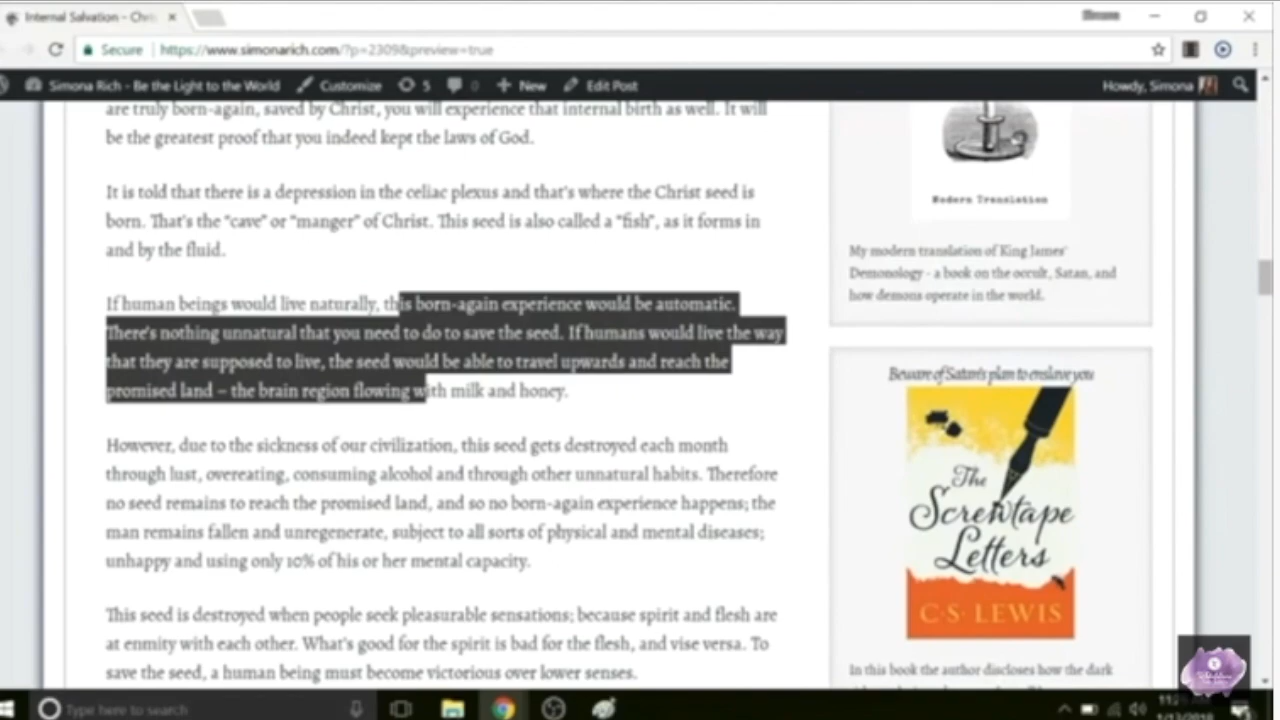 Internal Salvation - Chri
Secure https://www.simonarich.com/?p=2309&preview=true
Simona Rich - Be the Light to the World Customize 5 0 New Edit Post Howdy, Simona
are truly born-again, saved by Christ, you will experience that internal birth as well. It will
be the greatest proof that you indeed kept the laws of God.
It is told that there is a depression in the celiac plexus and that's where the Christ seed is
born. That's the "cave" or "manger" of Christ. This seed is also called a "fish", as it forms in
and by the fluid.
If human beings would live naturally, this born-again experience would be automatic.
There's nothing unnatural that you need to do to save the seed. If humans would live the way
that they are supposed to live, the seed would be able to travel upwards and reach the
promised land – the brain region flowing with milk and honey.
However, due to the sickness of our civilization, this seed gets destroyed each month
through lust, overeating, consuming alcohol and through other unnatural habits. Therefore
no seed remains to reach the promised land, and so no born-again experience happens; the
man remains fallen and unregenerate, subject to all sorts of physical and mental diseases;
unhappy and using only 10% of his or her mental capacity.
This seed is destroyed when people seek pleasurable sensations; because spirit and flesh are
at enmity with each other. What's good for the spirit is bad for the flesh, and vise versa. To
save the seed, a human being must become victorious over lower senses.
Modern Translation
My modern translation of King James'
Demonology - a book on the occult, Satan, and
how demons operate in the world.
Beware of Satan's plan to enslave you
The
Screwtape
Letters
C·S· LEWIS
In this book the author discloses how the dark
Type here to search